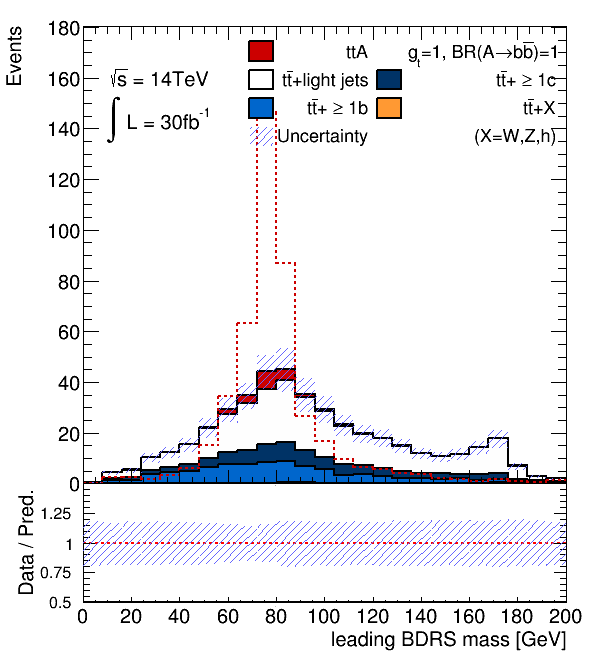 Events
180
160
140
120
100
80
60
40
20
0
ttA g_t=1, BR(A→bb̄)=1
√s = 14TeV
tt̄+light jets tt̄+ ≥ 1c
∫ L = 30fb⁻¹
tt̄+ ≥ 1b tt̄+X
Uncertainty (X=W,Z,h)
Data / Pred.
1.25
1
0.75
0.5
0 20 40 60 80 100 120 140 160 180 200
leading BDRS mass [GeV]